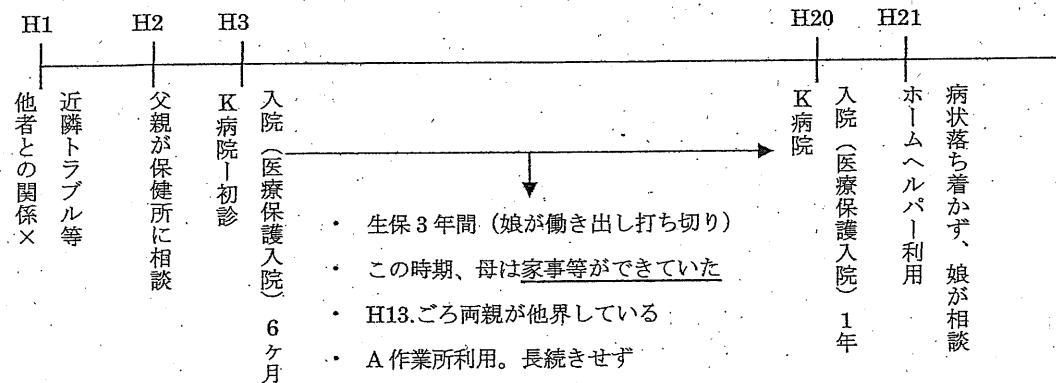 H1
H2
H3
H20
H21
他者との関係×
近隣トラブル等
父親が保健所に相談
K病院ー初診
入院（医療保護入院）6ヶ月
・ 生保3年間（娘が働き出し打ち切り）
・ この時期、母は家事等ができていた
・ H13.ごろ両親が他界している
・ A作業所利用。長続きせず
K病院
入院（医療保護入院）1年
ホームヘルパー利用
病状落ち着かず、娘が相談